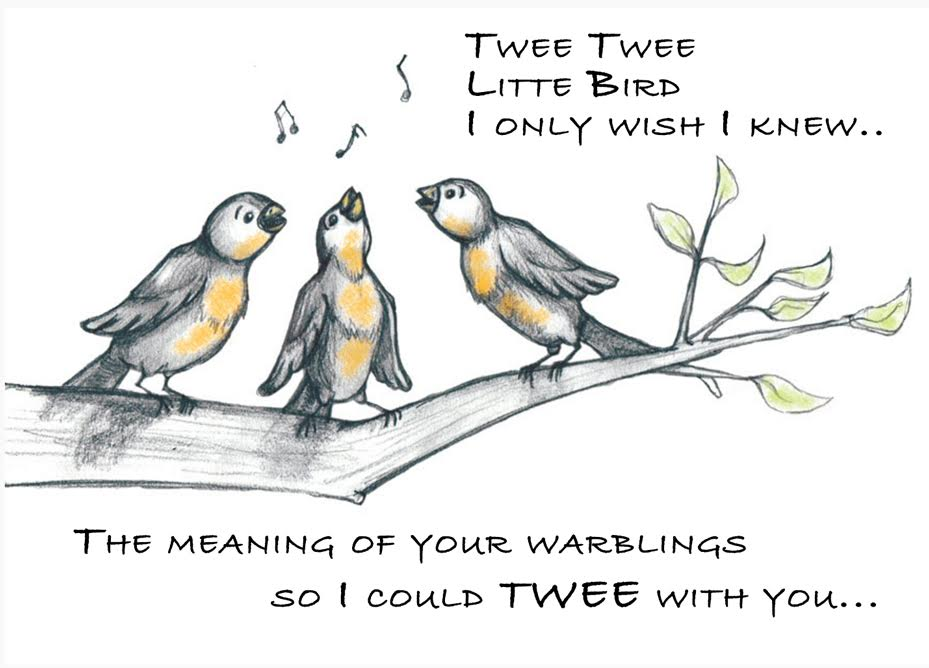 Twee Twee
Litte Bird
I only wish I knew..
The meaning of your warblings
so I could TWEE with you...